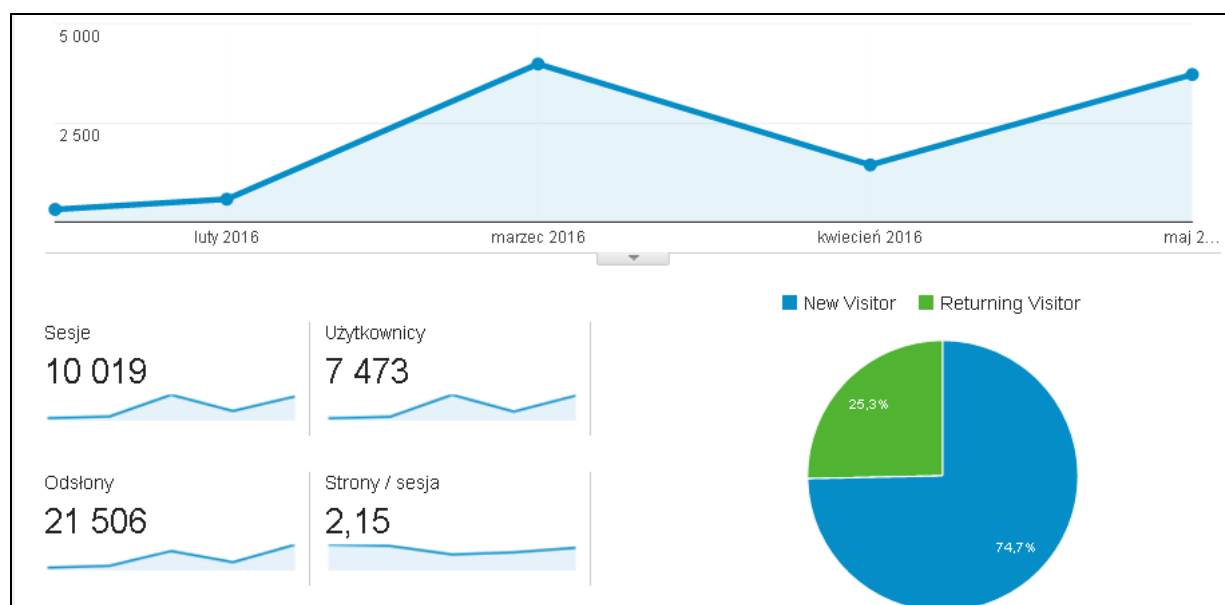 5 000
2 500
luty 2016
marzec 2016
kwiecień 2016
maj 2...
New Visitor
Returning Visitor
Sesje
10 019
Użytkownicy
7 473
Odsłony
21 506
Strony / sesja
2,15
25,3%
74,7%